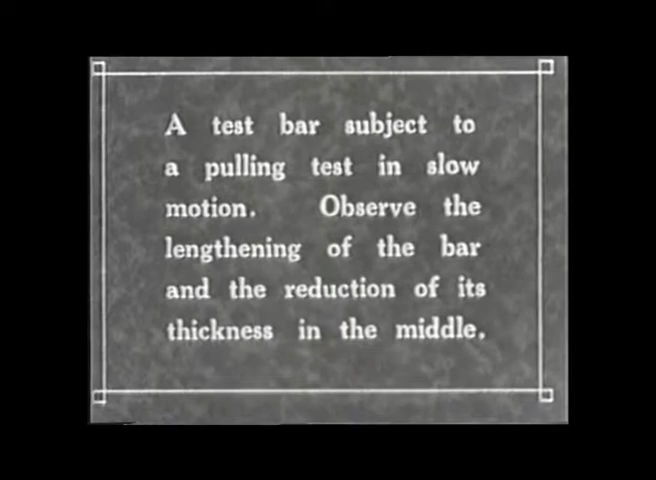 A test bar subject to
a pulling test in slow
motion. Observe the
lengthening of the bar
and the reduction of its
thickness in the middle.